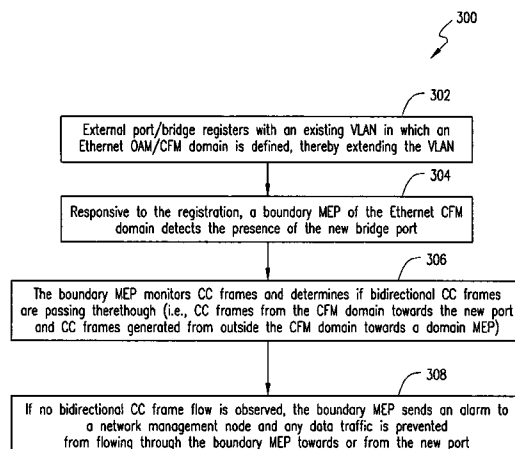 300
302
External port/bridge registers with an existing VLAN in which an
Ethernet OAM/CFM domain is defined, thereby extending the VLAN
304
Responsive to the registration, a boundary MEP of the Ethernet CFM
domain detects the presence of the new bridge port
306
The boundary MEP monitors CC frames and determines if bidirectional CC frames
are passing therethough (i.e., CC frames from the CFM domain towards the new port
and CC frames generated from outside the CFM domain towards a domain MEP)
308
If no bidirectional CC frame flow is observed, the boundary MEP sends an alarm to
a network management node and any data traffic is prevented
from flowing through the boundary MEP towards or from the new port